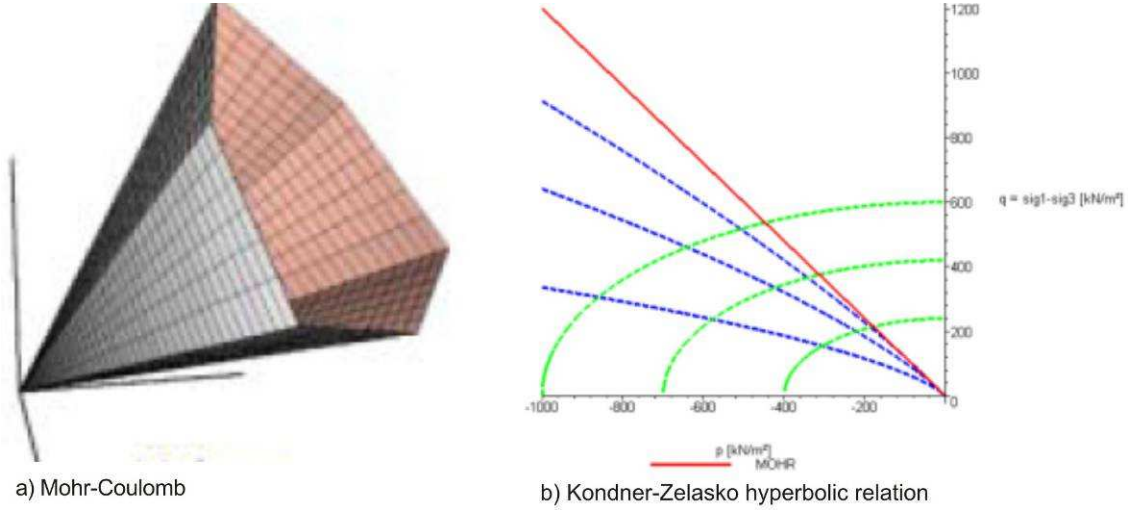 1200
1000
800
600
q = sig1-sig3 [kN/m²]
400
200
0
-1000
-800
-600
-400
-200
p [kN/m²]
MOHR
a) Mohr-Coulomb
b) Kondner-Zelasko hyperbolic relation